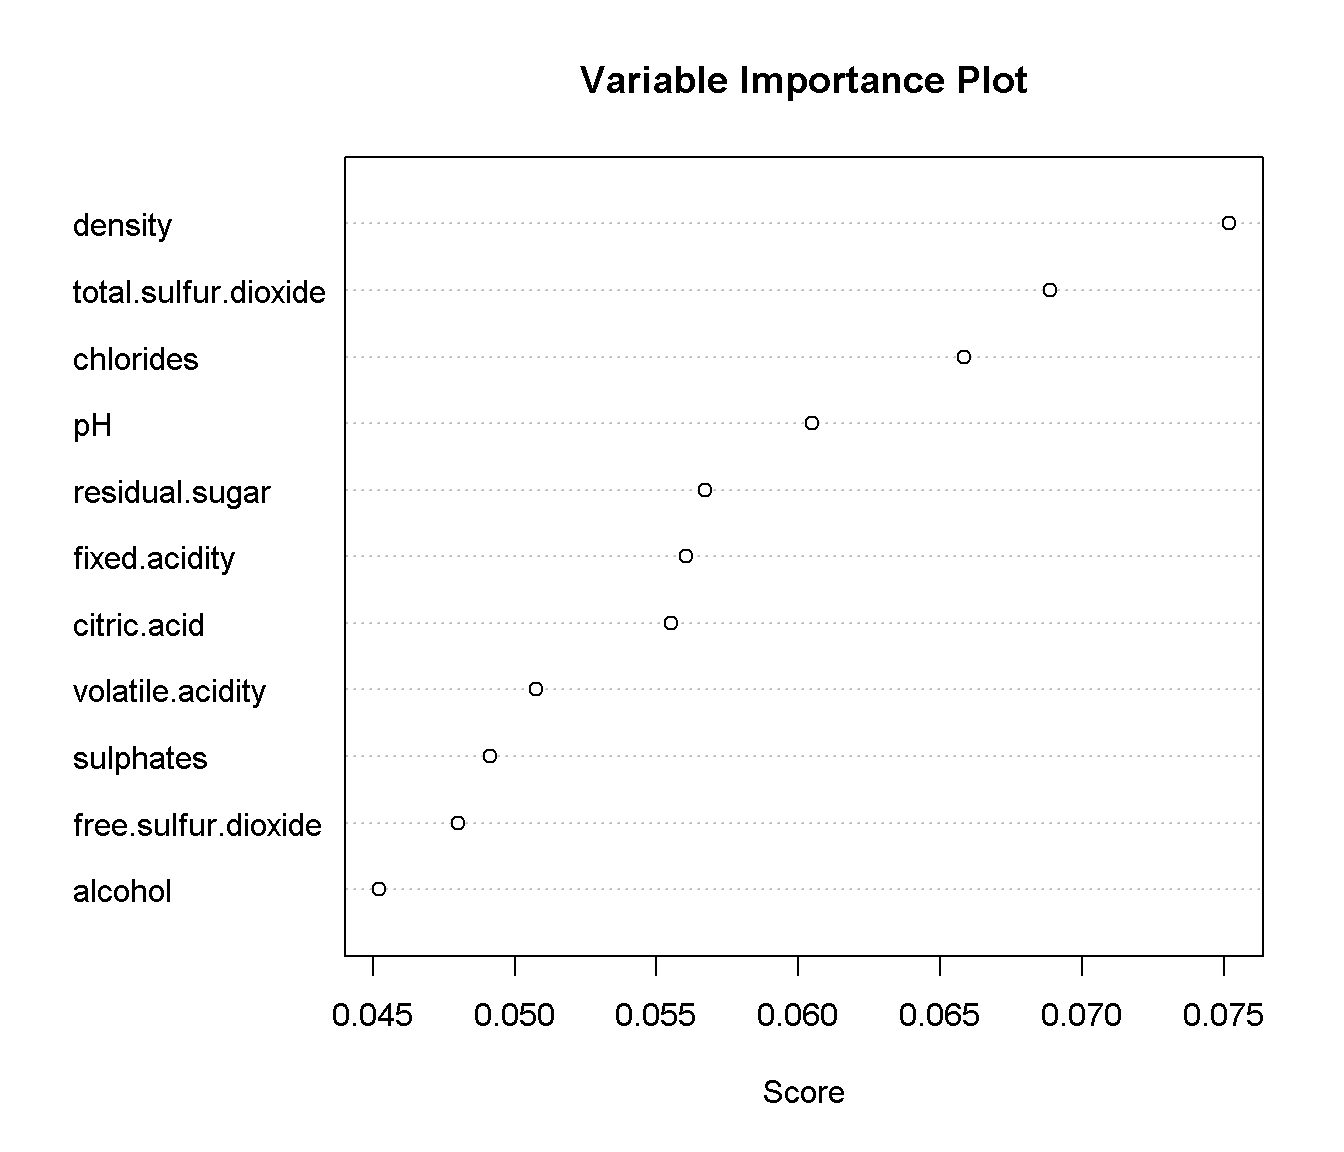 Variable Importance Plot
density
total.sulfur.dioxide
chlorides
pH
residual.sugar
fixed.acidity
citric.acid
volatile.acidity
sulphates
free.sulfur.dioxide
alcohol
0.045 0.050 0.055 0.060 0.065 0.070 0.075
Score